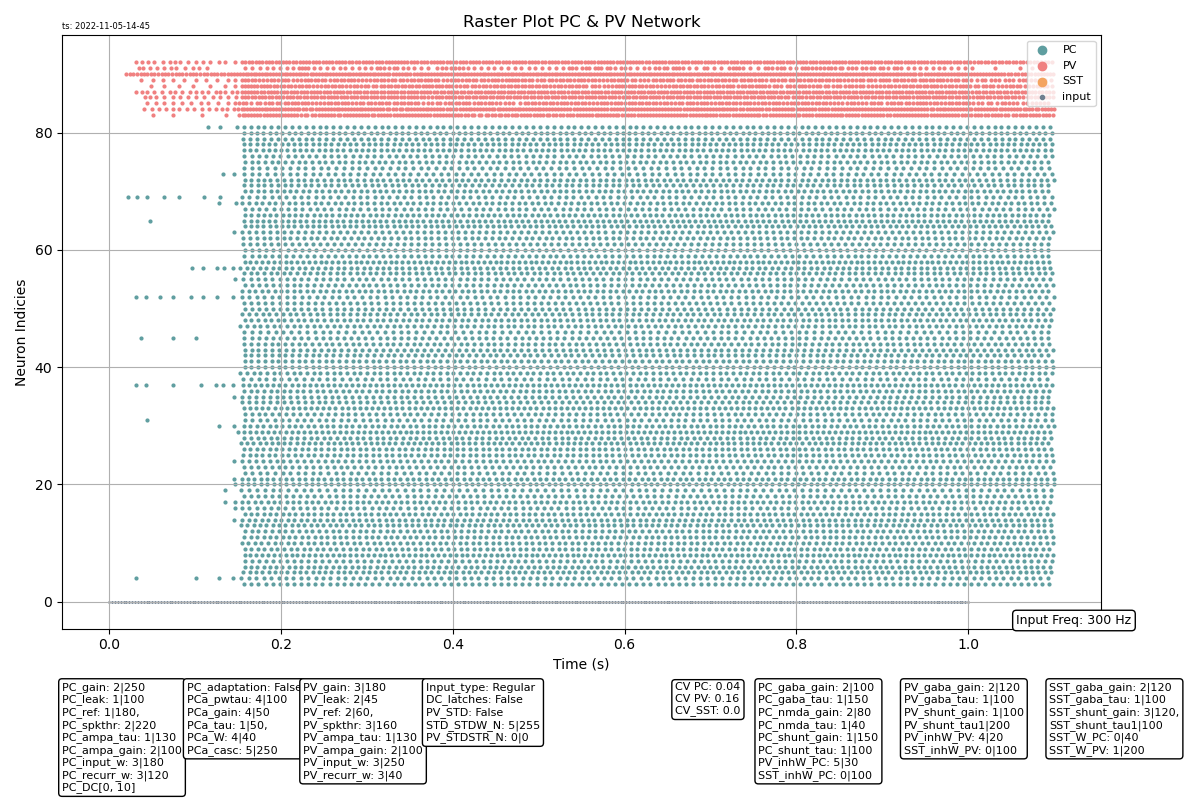 ts: 2022-11-05-14-45
Raster Plot PC & PV Network
PC
PV
SST
input
Neuron Indicies
80
60
40
20
0
0.0
0.2
0.4
0.6
0.8
1.0
Time (s)
Input Freq: 300 Hz
PC_gain: 2|250
PC_leak: 1|100
PC_ref: 1|180,
PC_spkthr: 2|220
PC_ampa_tau: 1|130
PC_ampa_gain: 2|100
PC_input_w: 3|180
PC_recurr_w: 3|120
PC_DC[0, 10]
PC_adaptation: False
PCa_pwtau: 4|100
PCa_gain: 4|50
PCa_tau: 1|50,
PCa_W: 4|40
PCa_casc: 5|250
PV_gain: 3|180
PV_leak: 2|45
PV_ref: 2|60,
PV_spkthr: 3|160
PV_ampa_tau: 1|130
PV_ampa_gain: 2|100
PV_input_w: 3|250
PV_recurr_w: 3|40
Input_type: Regular
DC_latches: False
PV_STD: False
STD_STDW_N: 5|255
PV_STDSTR_N: 0|0
CV PC: 0.04
CV PV: 0.16
CV_SST: 0.0
PC_gaba_gain: 2|100
PC_gaba_tau: 1|150
PC_nmda_gain: 2|80
PC_nmda_tau: 1|40
PC_shunt_gain: 1|150
PC_shunt_tau: 1|100
PV_inhW_PC: 5|30
SST_inhW_PC: 0|100
PV_gaba_gain: 2|120
PV_gaba_tau: 1|100
PV_shunt_gain: 1|100
PV_shunt_tau1|200
PV_inhW_PV: 4|20
SST_inhW_PV: 0|100
SST_gaba_gain: 2|120
SST_gaba_tau: 1|100
SST_shunt_gain: 3|120,
SST_shunt_tau1|100
SST_W_PC: 0|40
SST_W_PV: 1|200